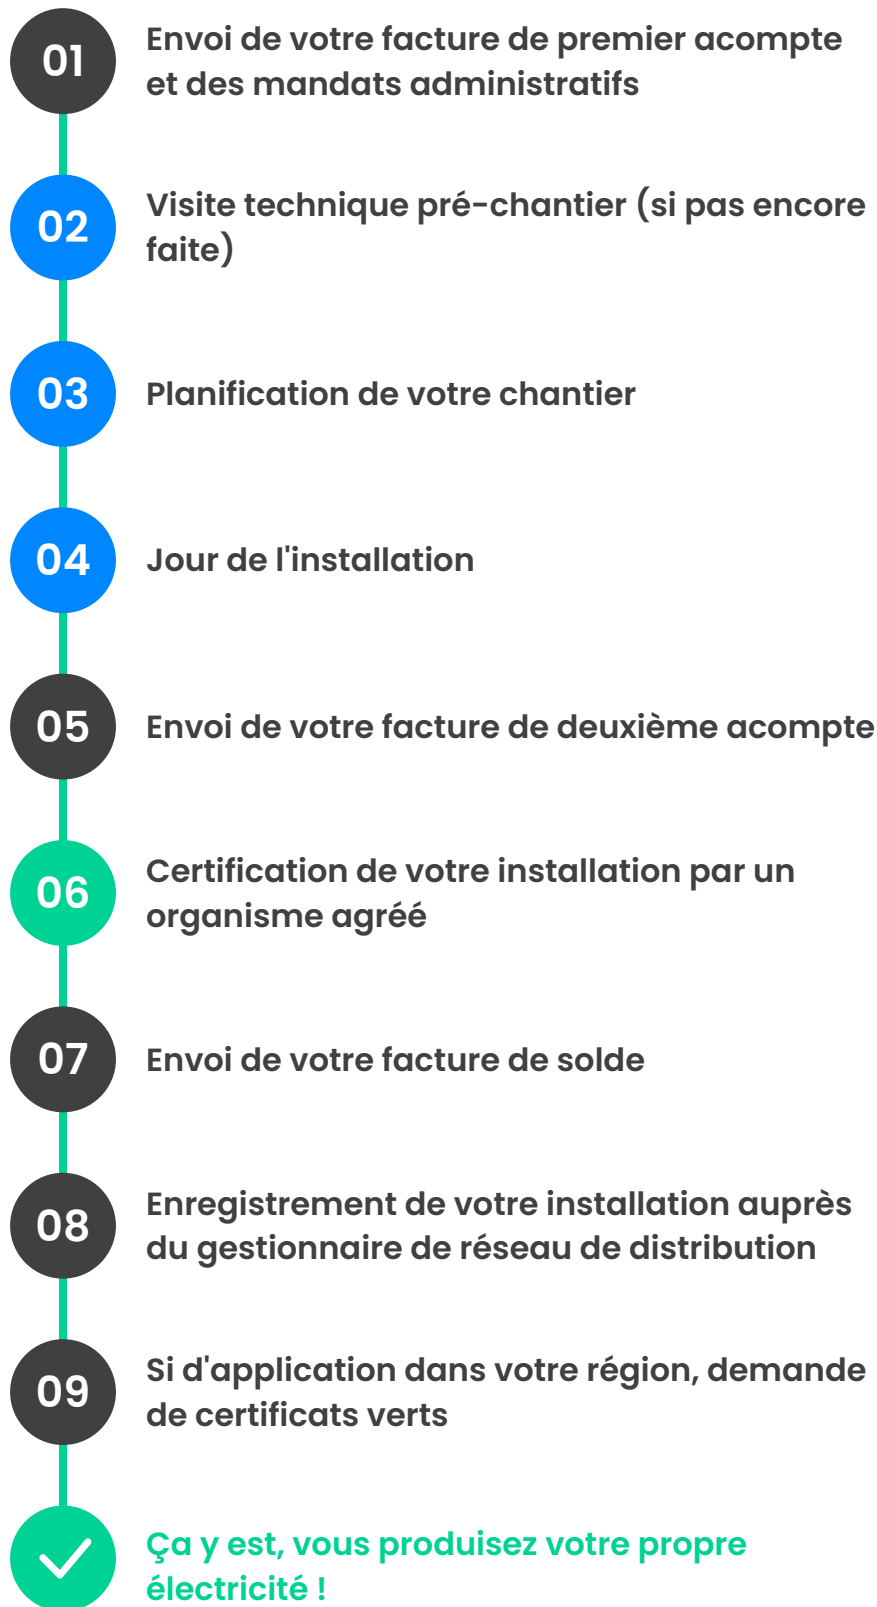 01
Envoi de votre facture de premier acompte
et des mandats administratifs
02
Visite technique pré-chantier (si pas encore
faite)
03
Planification de votre chantier
04
Jour de l'installation
05
Envoi de votre facture de deuxième acompte
06
Certification de votre installation par un
organisme agréé
07
Envoi de votre facture de solde
08
Enregistrement de votre installation auprès
du gestionnaire de réseau de distribution
09
Si d'application dans votre région, demande
de certificats verts
Ça y est, vous produisez votre propre
électricité !